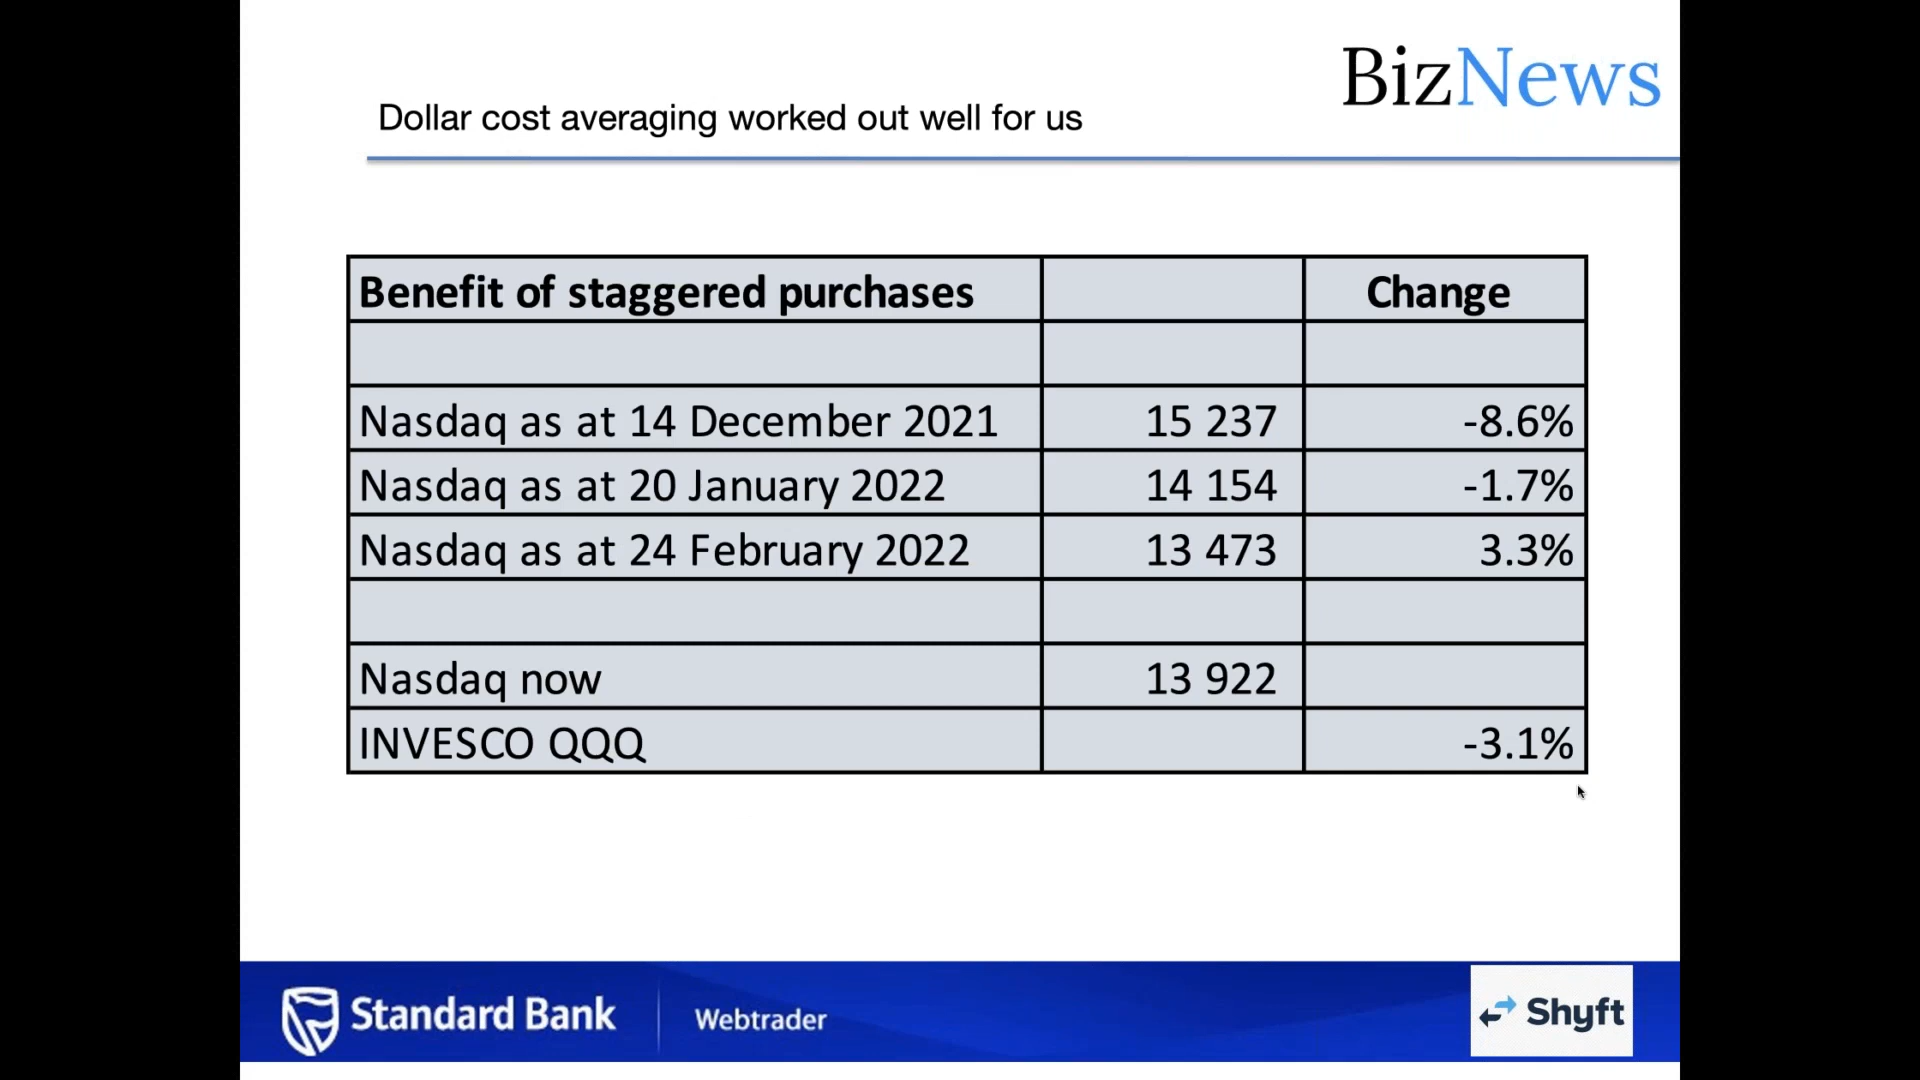 BizNews
Dollar cost averaging worked out well for us
Benefit of staggered purchases Change
Nasdaq as at 14 December 2021 15 237 -8.6%
Nasdaq as at 20 January 2022 14 154 -1.7%
Nasdaq as at 24 February 2022 13 473 3.3%
Nasdaq now 13 922
INVESCO QQQ -3.1%
Standard Bank Webtrader Shyft